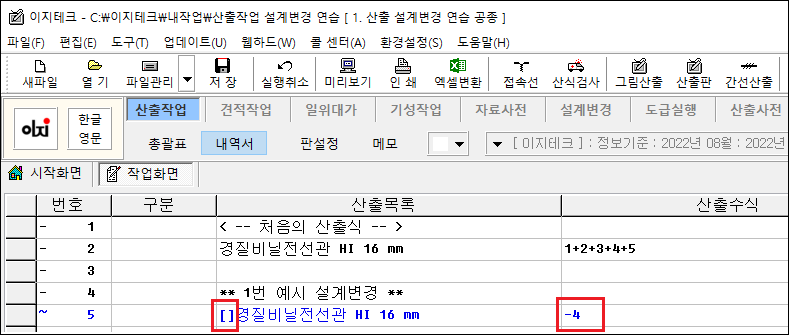 이지테크 - C:\이지테크\내작업\산출작업 설계변경 연습 [ 1. 산출 설계변경 연습 공종 ]
파일(F) 편집(E) 도구(T) 업데이트(U) 웹하드(W) 콜 센터(A) 환경설정(S) 도움말(H)
새파일 열 기 파일관리 저 장 실행취소 미리보기 인 쇄 엑셀변환 접속선 산식검사 그림산출 산출판 간선산출
이지 한글 영문 산출작업 견적작업 일위대가 기성작업 자료사전 설계변경 도급실행 산출사전
총괄표 내역서 판설정 메모 [ 이지테크 ] : 정보기준 : 2022년 08월 : 2022년
시작화면 작업화면
번호 구분 산출목록 산출수식
- 1 < -- 처음의 산출식 -- >
- 2 경질비닐전선관 HI 16 mm 1+2+3+4+5
- 3
- 4 ** 1번 예시 설계변경 **
~ 5 []경질비닐전선관 HI 16 mm -4